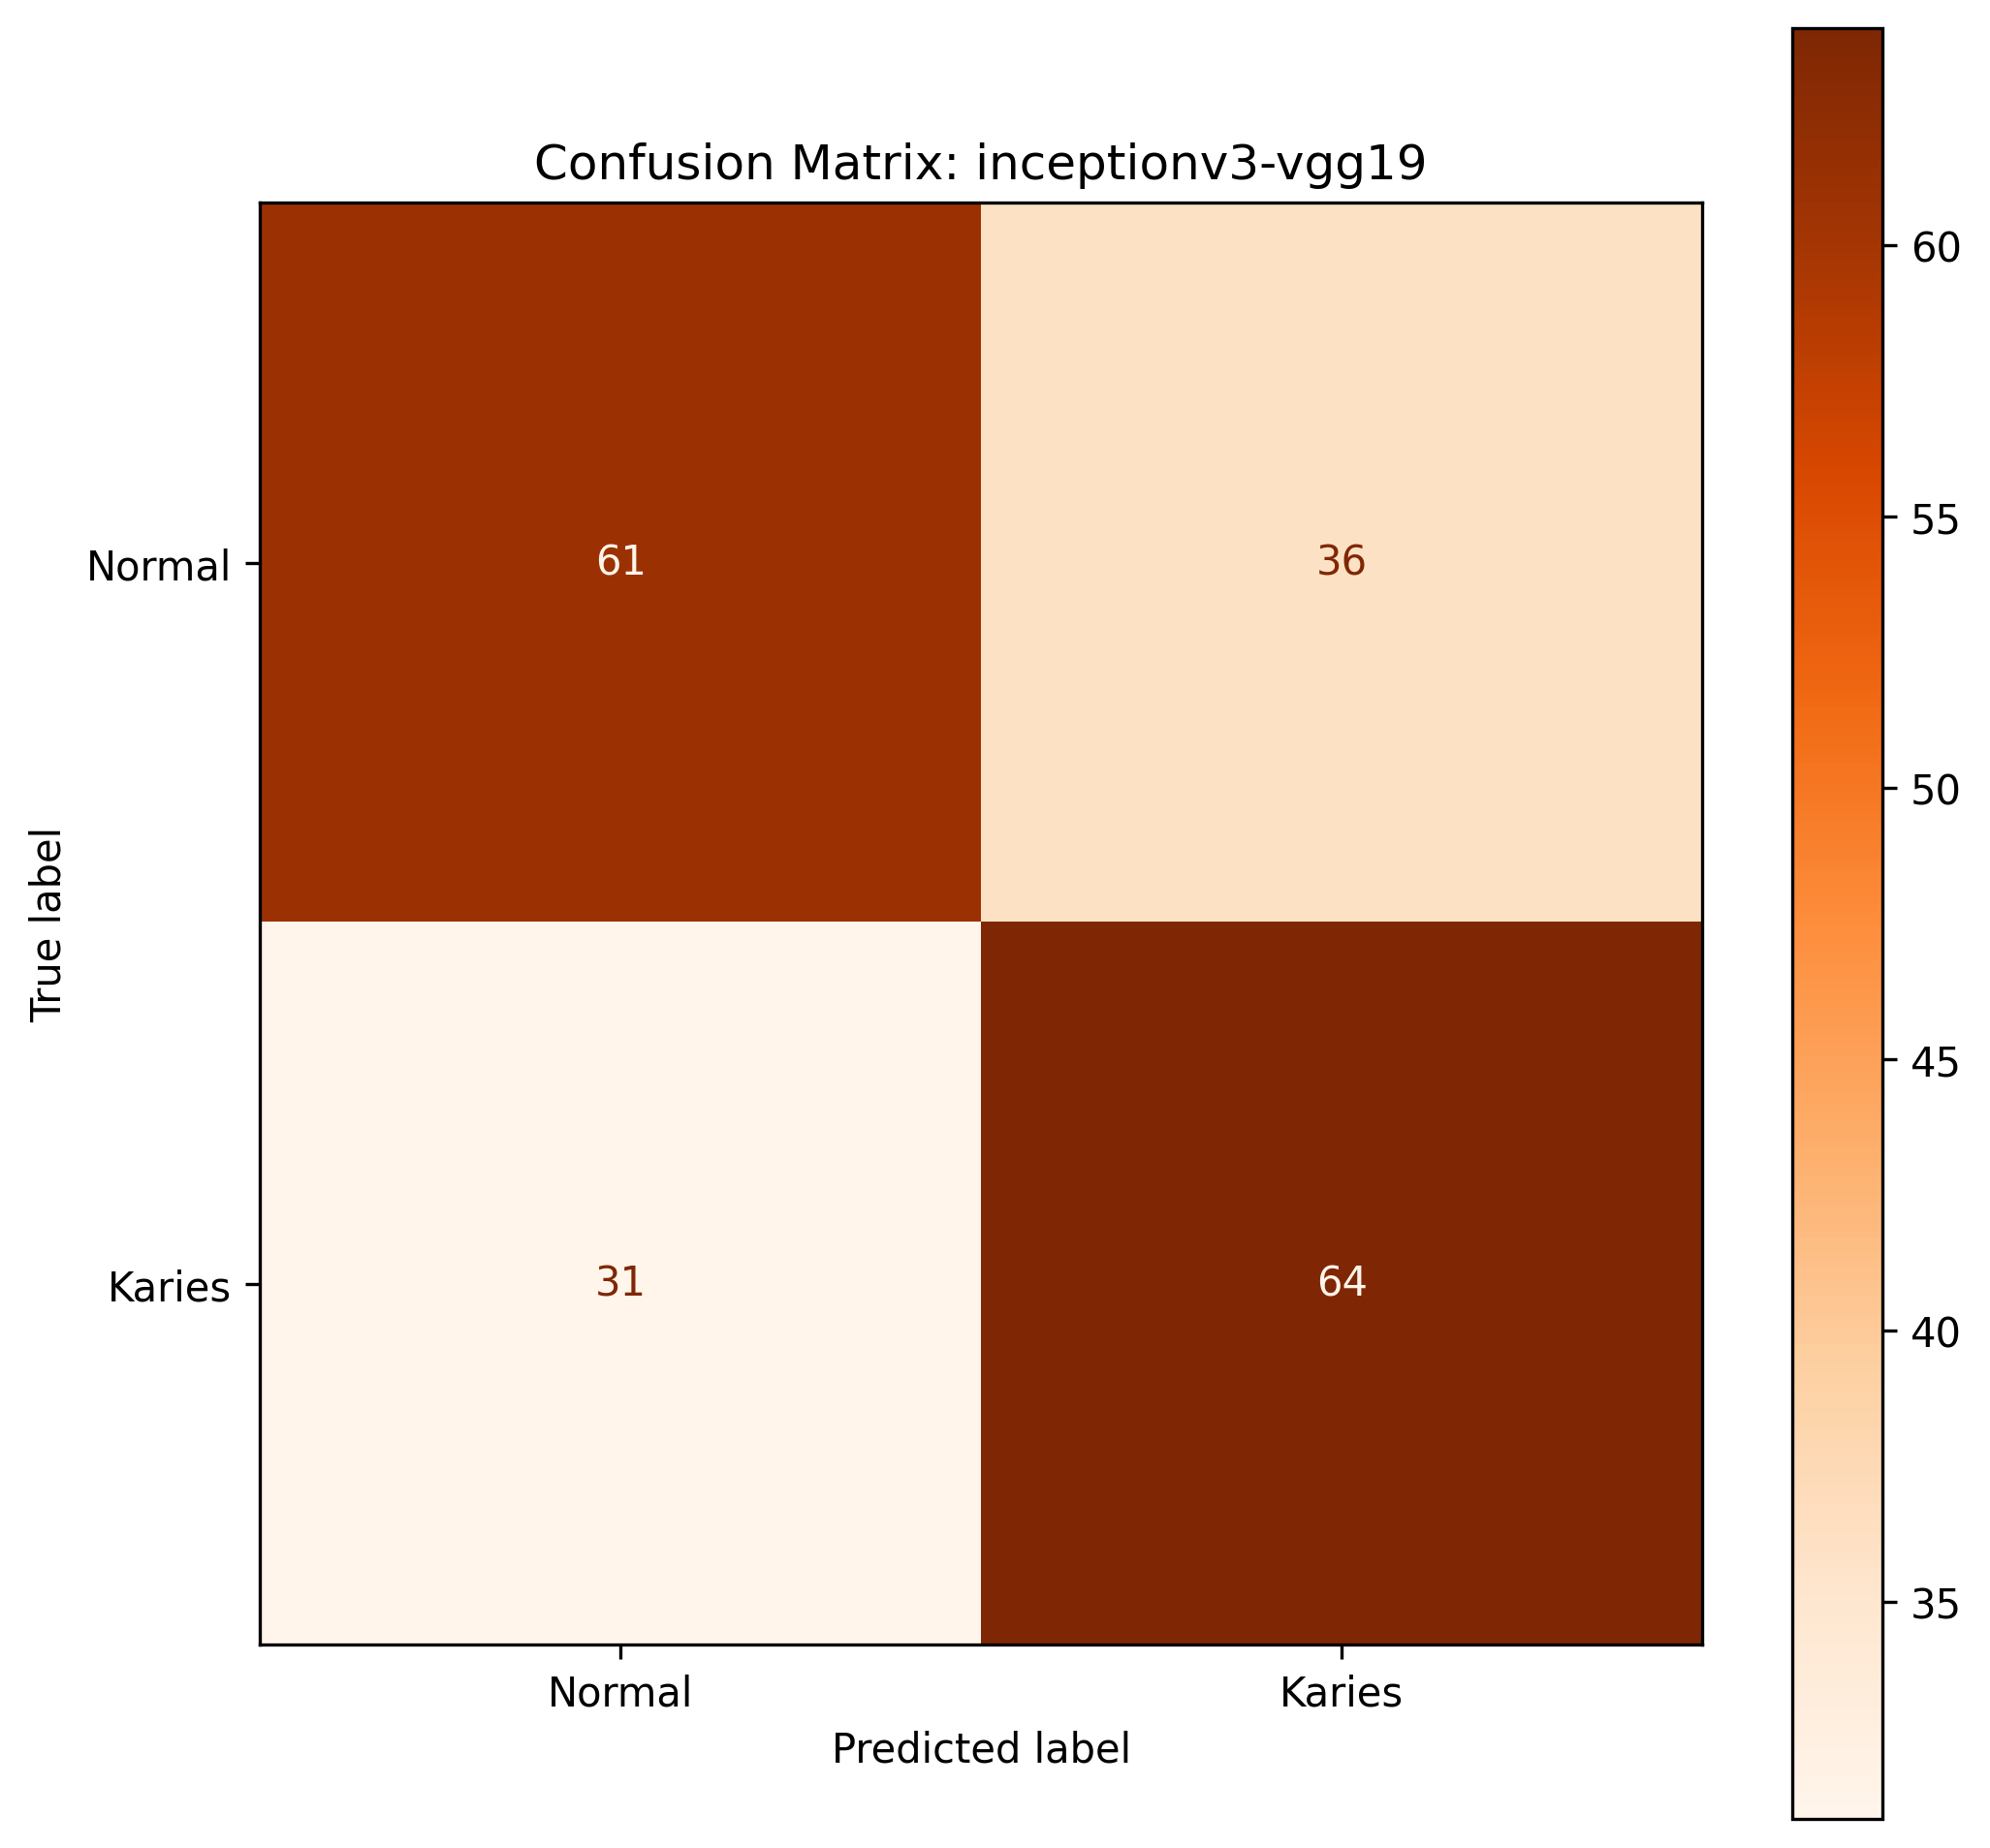 Confusion Matrix: inceptionv3-vgg19
True label
Normal
Karies
61
36
31
64
Normal
Karies
Predicted label
60
55
50
45
40
35